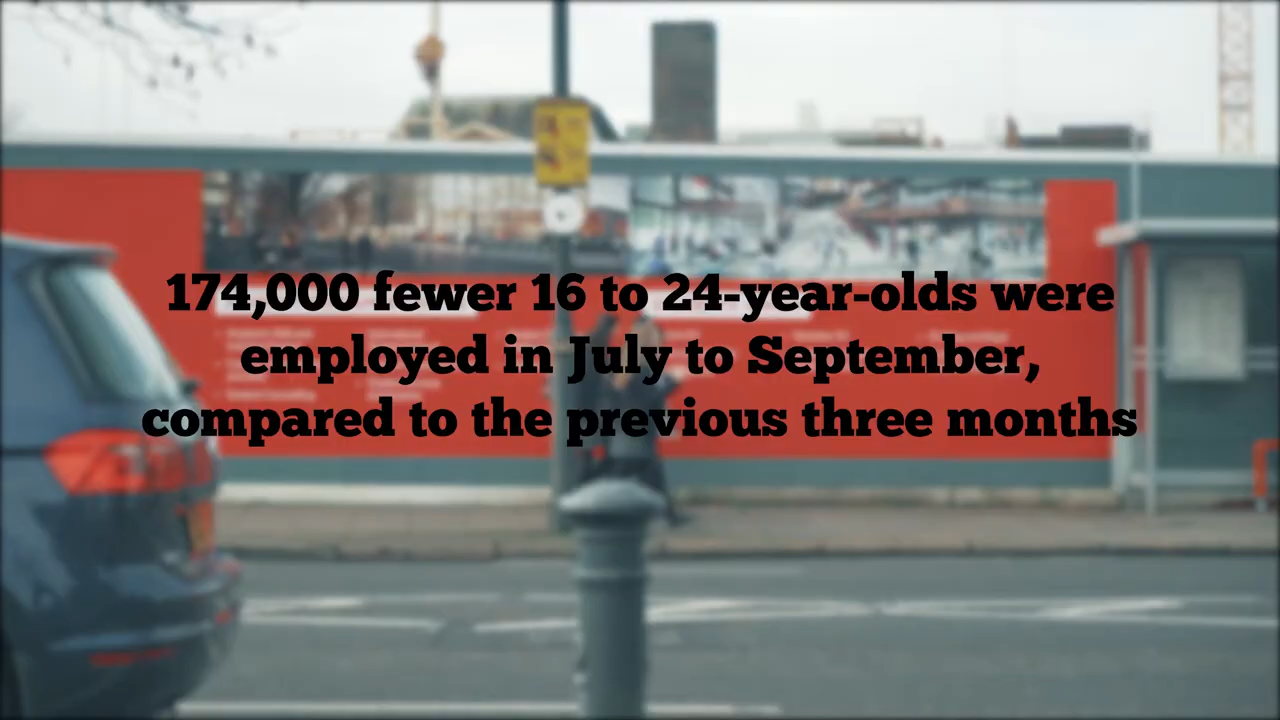 174,000 fewer 16 to 24-year-olds were
employed in July to September,
compared to the previous three months